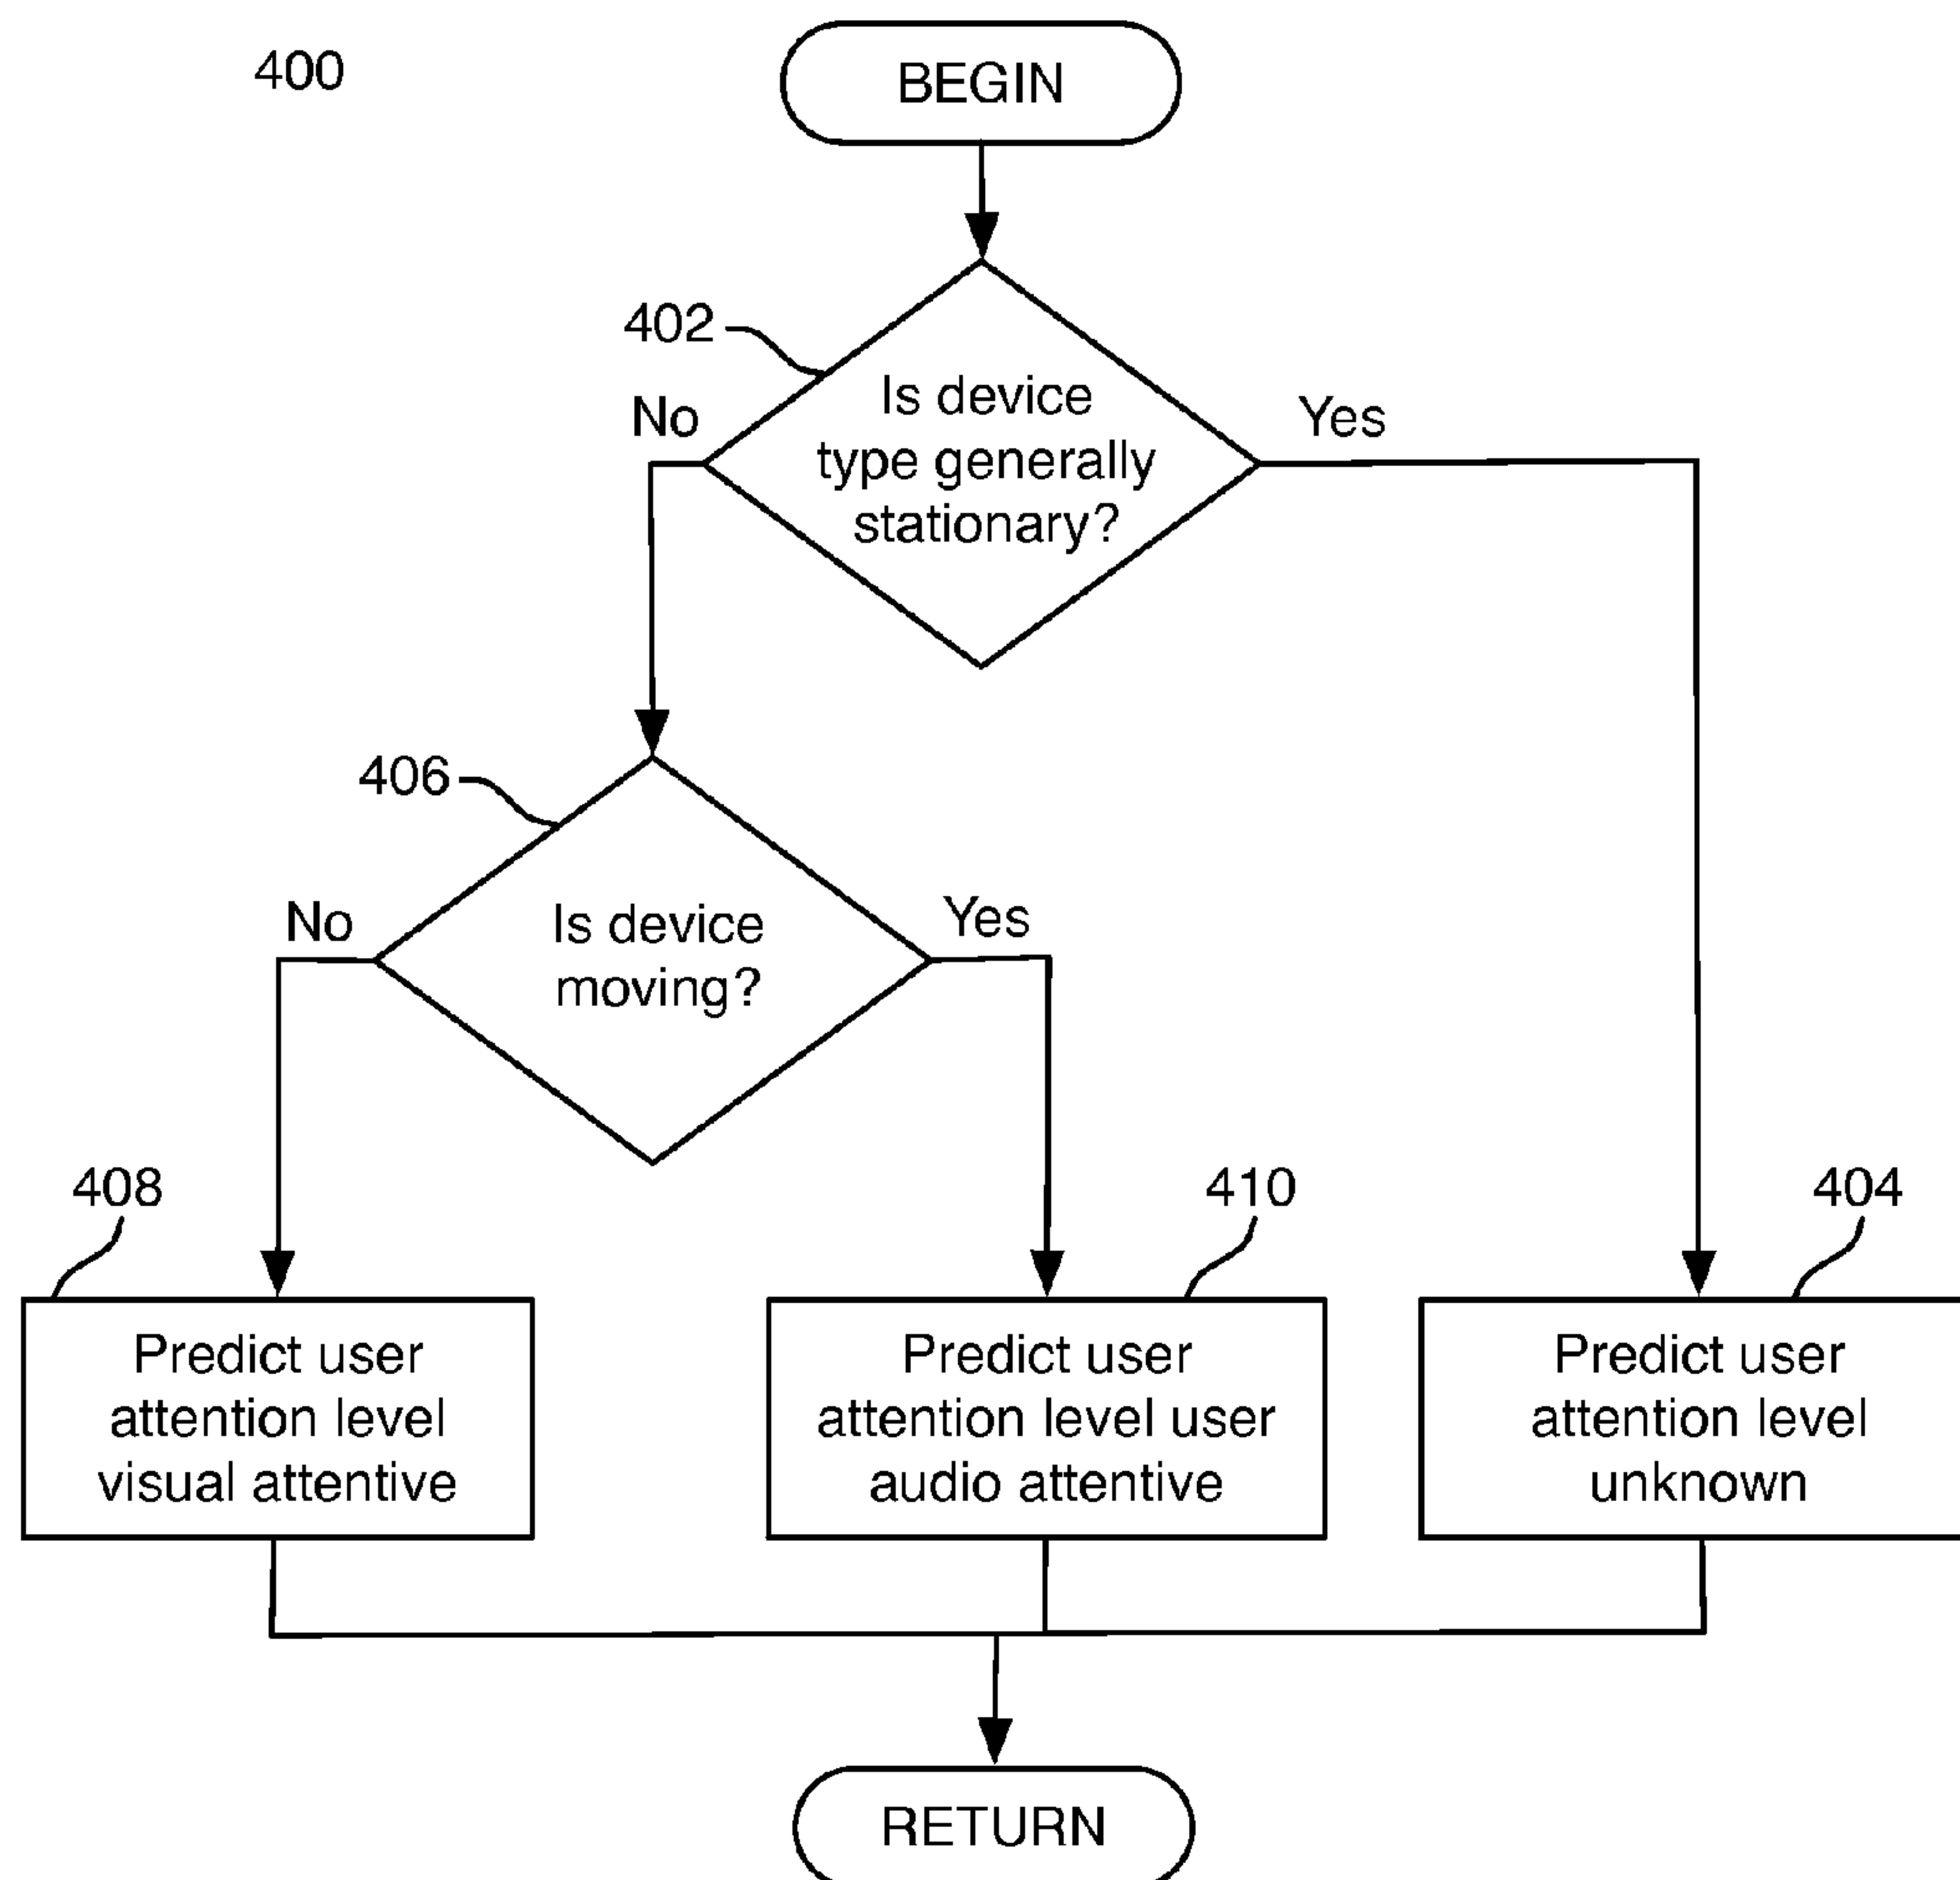 400
BEGIN
402
No
Is device
type generally
stationary?
Yes
406
No
Is device
moving?
Yes
408
410
404
Predict user
attention level
visual attentive
Predict user
attention level user
audio attentive
Predict user
attention level
unknown
RETURN